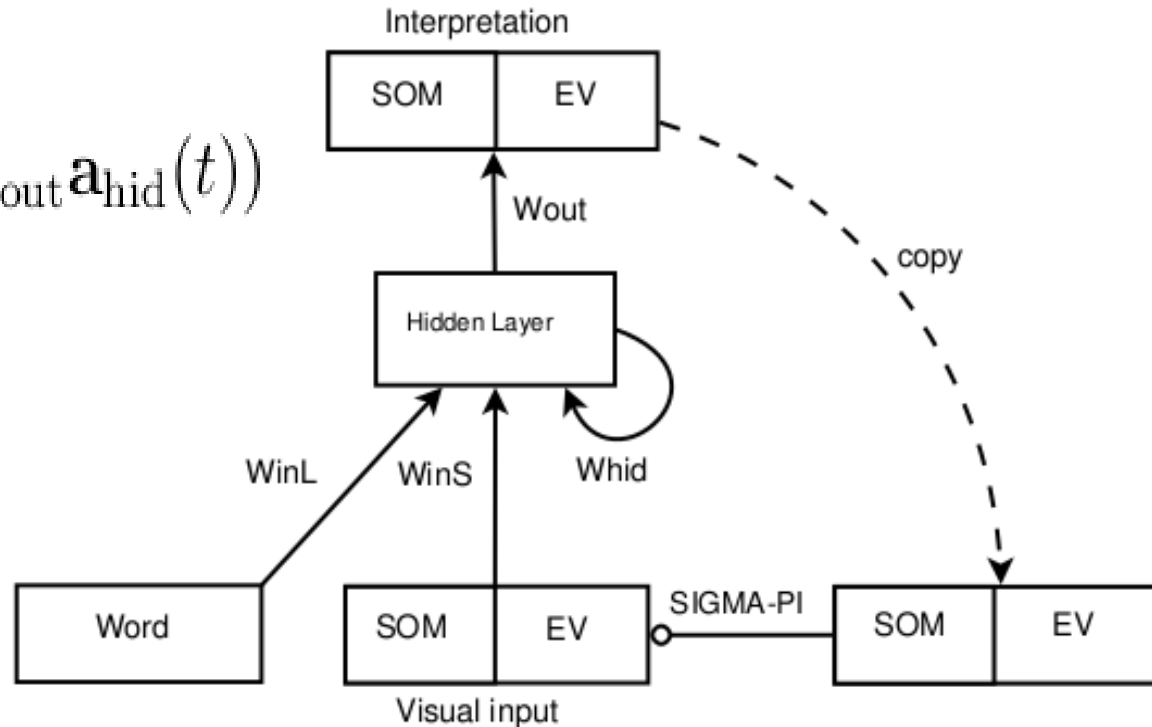 Interpretation
SOM EV
out a hid (t))
Wout
copy
Hidden Layer
WinL WinS Whid
SIGMA-PI
Word SOM EV SOM EV
Visual input